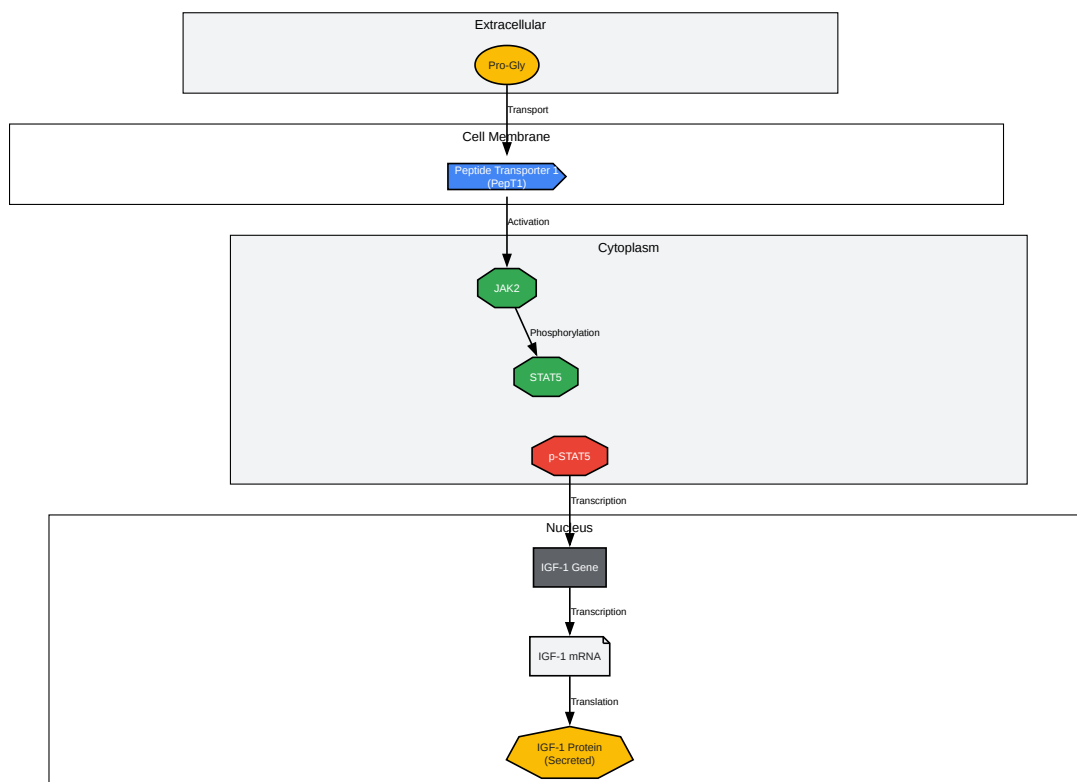 Extracellular
Pro-Gly
Transport
Cell Membrane
Peptide Transporter 1
(PepT1)
Activation
Cytoplasm
JAK2
Phosphorylation
STAT5
p-STAT5
Transcription
Nucleus
IGF-1 Gene
Transcription
IGF-1 mRNA
Translation
IGF-1 Protein
(Secreted)